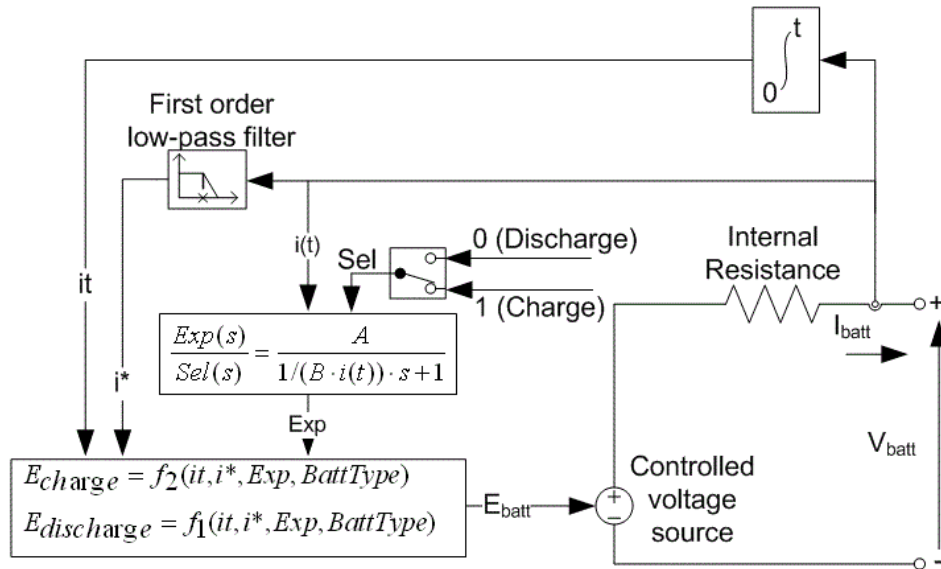 t
∫
0
First order
low-pass filter
i(t)
0 (Discharge)
Sel
1 (Charge)
Internal
Resistance
+
I_batt
it
i*
Exp(s)/Sel(s) = A/(1/(B·i(t))·s+1)
Exp
V_batt
E_charge = f_2(it,i*,Exp,BattType)
E_discharge = f_1(it,i*,Exp,BattType)
E_batt
+
−
Controlled
voltage
source
-